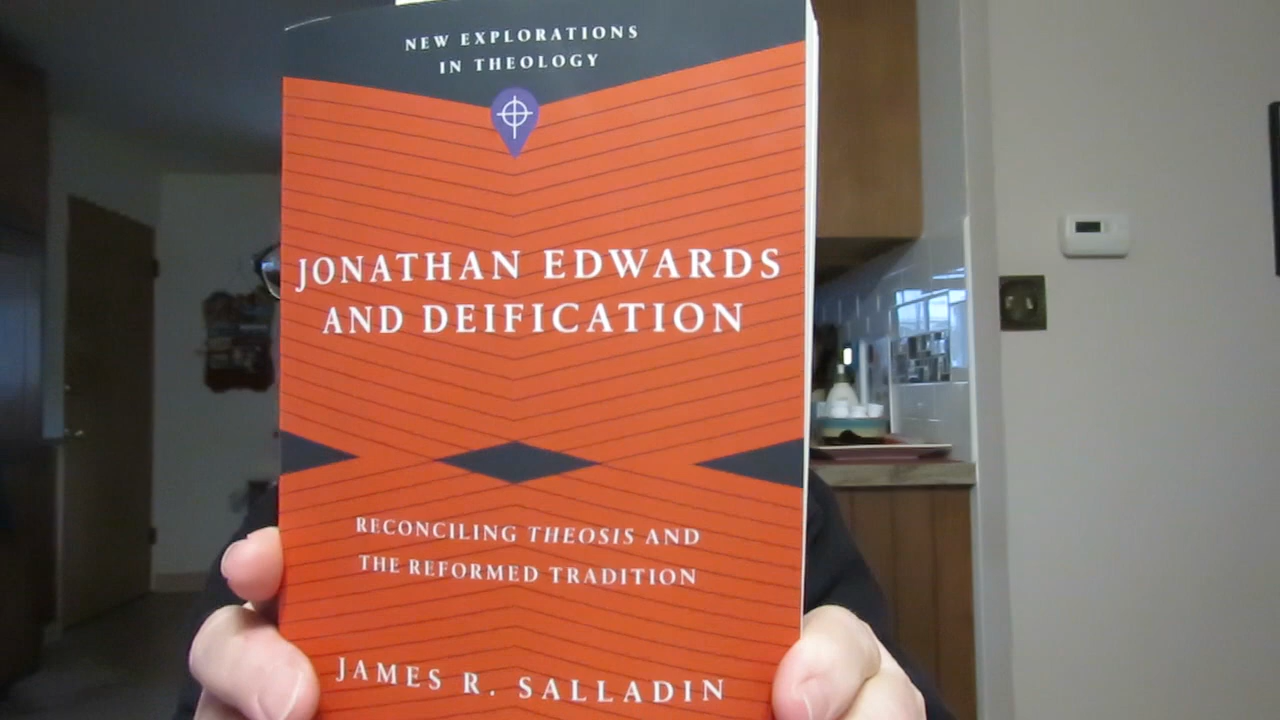 NEW EXPLORATIONS
IN THEOLOGY
JONATHAN EDWARDS
AND DEIFICATION
RECONCILING THEOSIS AND
THE REFORMED TRADITION
JAMES R. SALLADIN